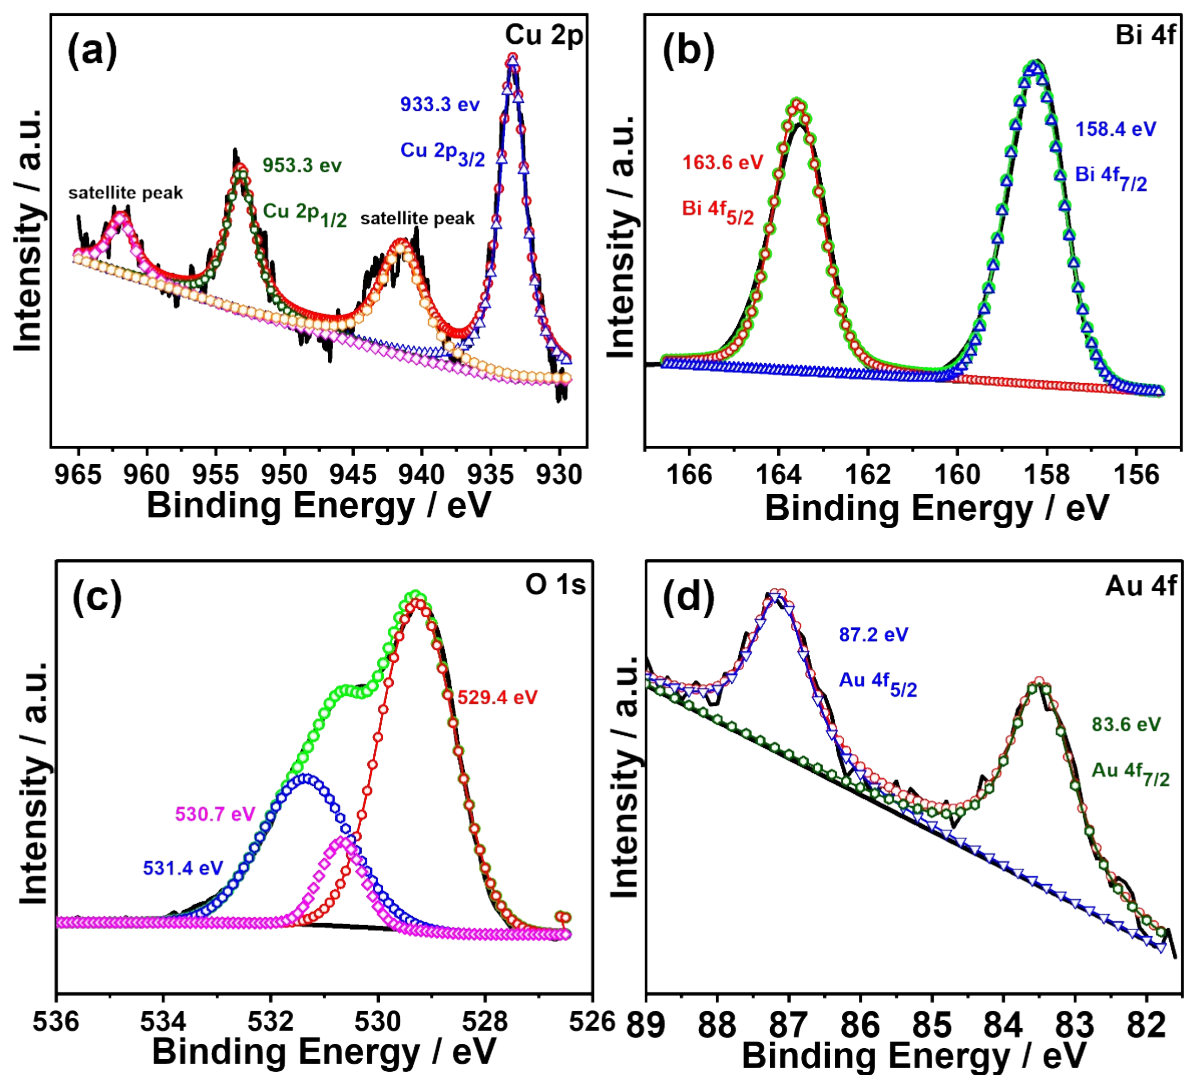 (a)
Cu 2p
933.3 ev
Cu 2p3/2
953.3 ev
Cu 2p1/2
satellite peak
satellite peak
Intensity / a.u.
965 960 955 950 945 940 935 930
Binding Energy / eV
(b)
Bi 4f
158.4 eV
Bi 4f7/2
163.6 eV
Bi 4f5/2
Intensity / a.u.
166 164 162 160 158 156
Binding Energy / eV
(c)
O 1s
529.4 eV
530.7 eV
531.4 eV
Intensity / a.u.
536 534 532 530 528 526
Binding Energy / eV
(d)
Au 4f
87.2 eV
Au 4f5/2
83.6 eV
Au 4f7/2
Intensity / a.u.
89 88 87 86 85 84 83 82
Binding Energy / eV